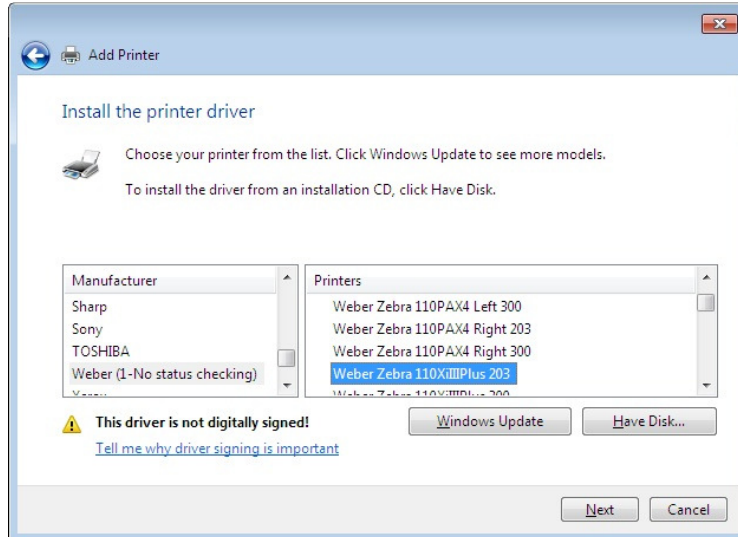 Add Printer
Install the printer driver
Choose your printer from the list. Click Windows Update to see more models.
To install the driver from an installation CD, click Have Disk.
Manufacturer
Sharp
Sony
TOSHIBA
Weber (1-No status checking)
Printers
Weber Zebra 110PAX4 Left 300
Weber Zebra 110PAX4 Right 203
Weber Zebra 110PAX4 Right 300
Weber Zebra 110XiIIIPlus 203
This driver is not digitally signed!
Tell me why driver signing is important
Windows Update
Have Disk...
Next
Cancel